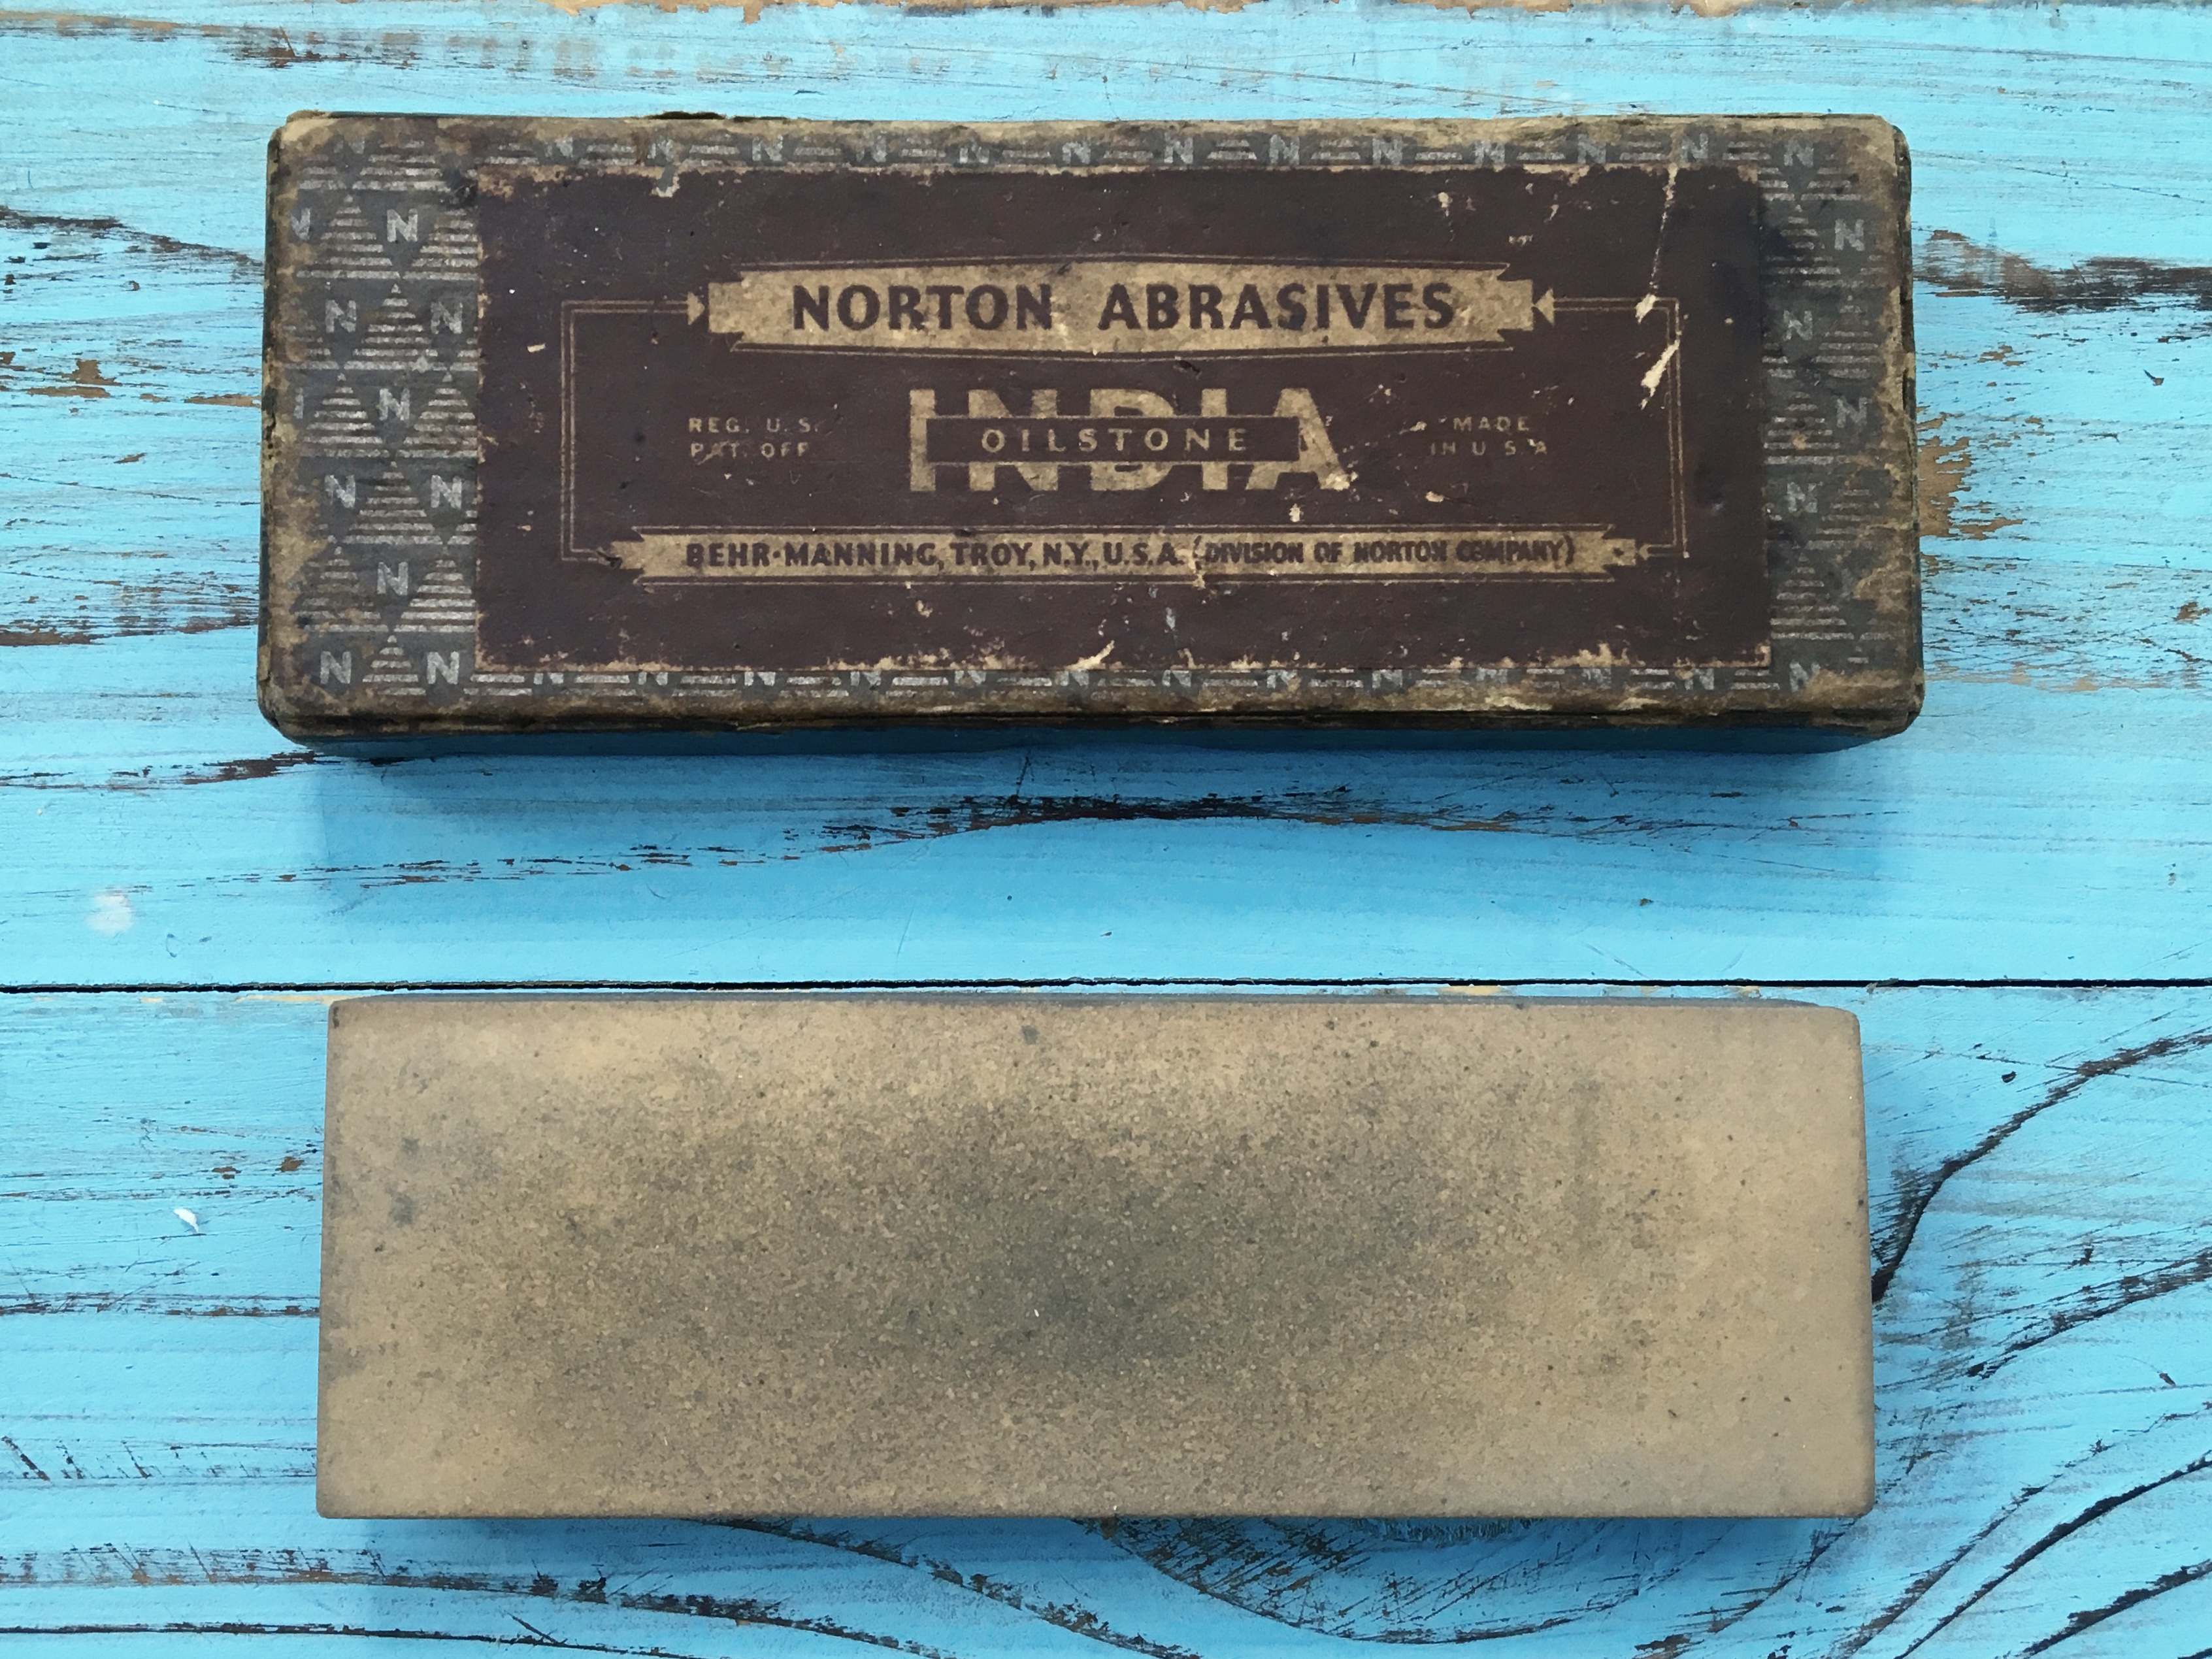 NORTON ABRASIVES
REG. U.S.
PAT. OFF.
INDIA
OILSTONE
MADE
IN U S A
BEHR-MANNING, TROY, N.Y., U.S.A. (DIVISION OF NORTON COMPANY)